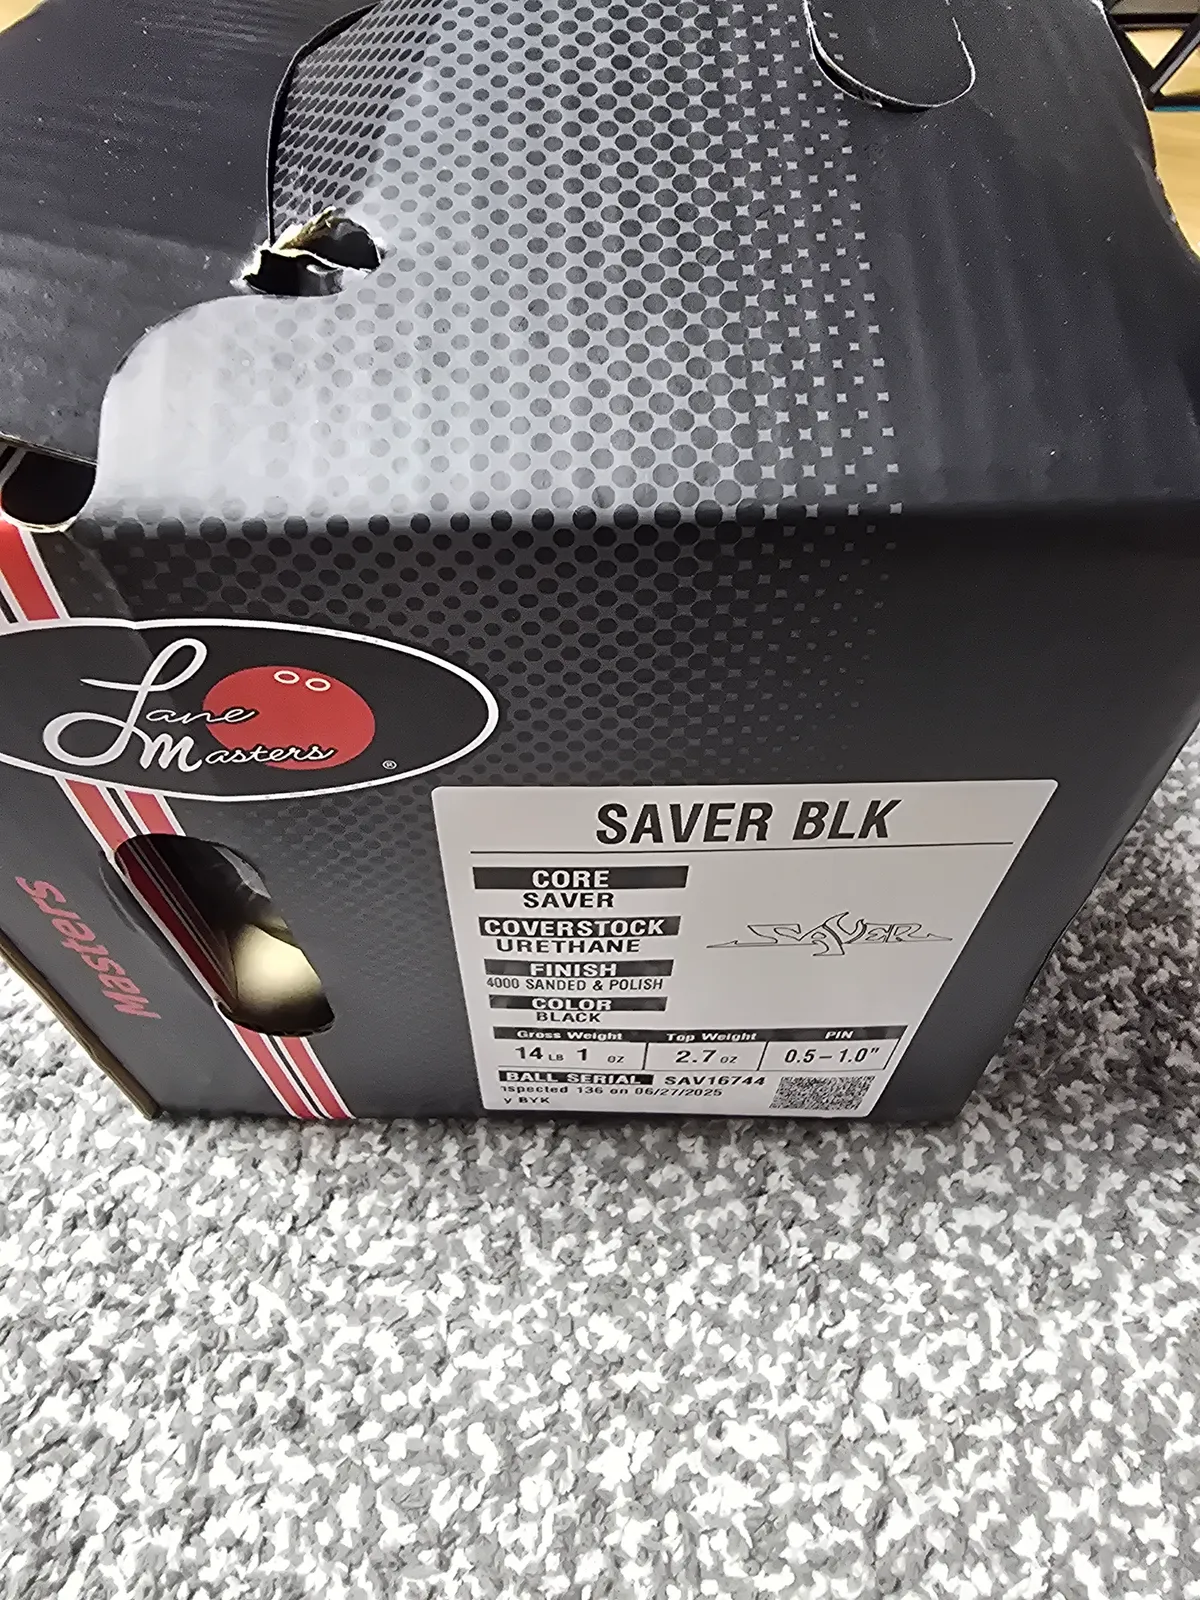 Lane
Masters ®
Masters
SAVER BLK
CORE
SAVER
COVERSTOCK
URETHANE
SAVER
FINISH
4000 SANDED & POLISH
COLOR
BLACK
Gross Weight Top Weight PIN
14 LB 1 OZ 2.7 OZ 0.5 – 1.0"
BALL SERIAL SAV16744
nspected 136 on 06/27/2025
y BYK